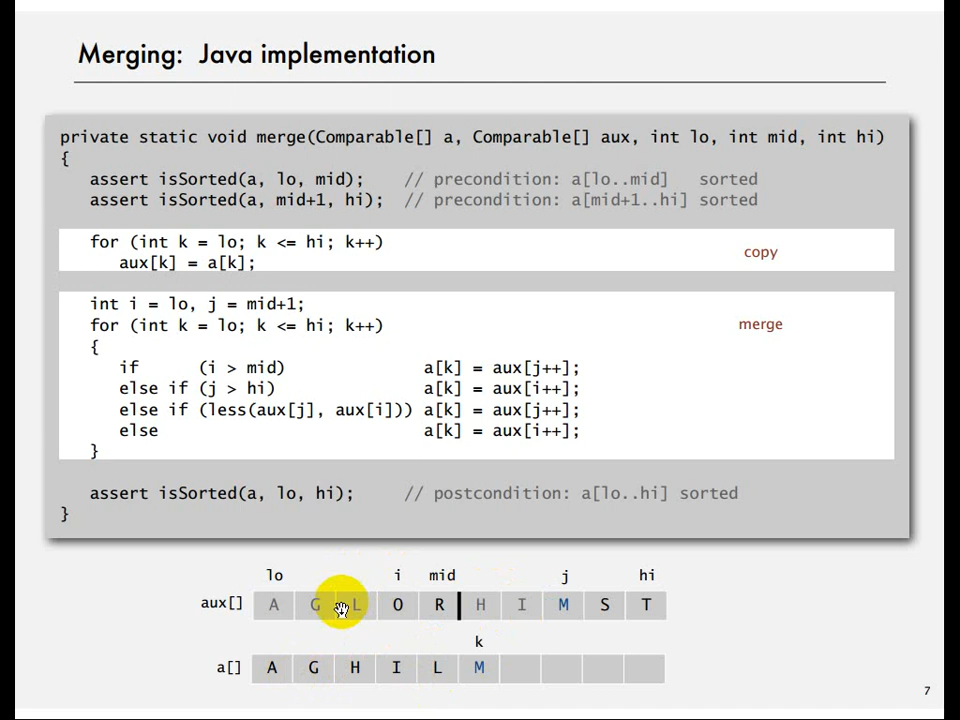 Merging: Java implementation
private static void merge(Comparable[] a, Comparable[] aux, int lo, int mid, int hi)
{
assert isSorted(a, lo, mid); // precondition: a[lo..mid] sorted
assert isSorted(a, mid+1, hi); // precondition: a[mid+1..hi] sorted
for (int k = lo; k <= hi; k++)
aux[k] = a[k];
copy
int i = lo, j = mid+1;
for (int k = lo; k <= hi; k++)
merge
{
if (i > mid) a[k] = aux[j++];
else if (j > hi) a[k] = aux[i++];
else if (less(aux[j], aux[i])) a[k] = aux[j++];
else a[k] = aux[i++];
}
assert isSorted(a, lo, hi); // postcondition: a[lo..hi] sorted
}
lo i mid j hi
aux[] A G L O R H I M S T
k
a[] A G H I L M
7